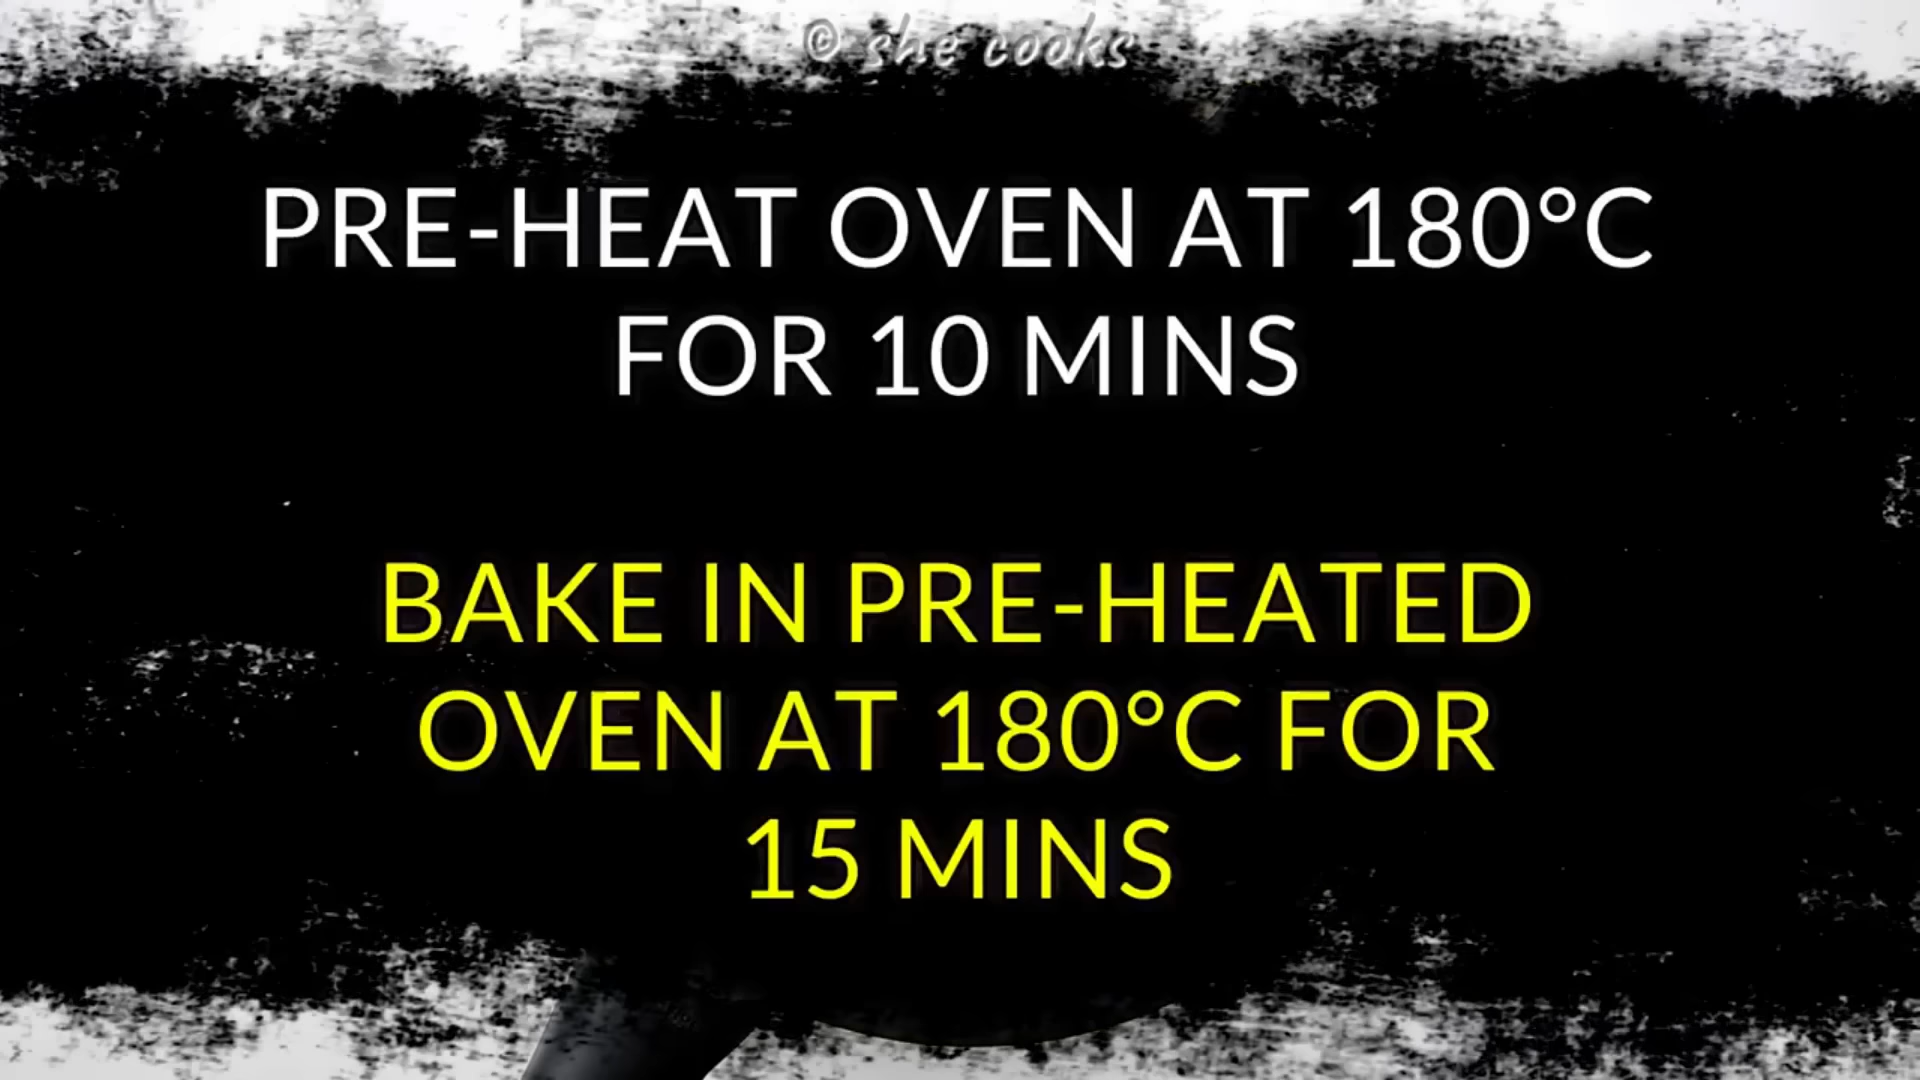 © she cooks
PRE-HEAT OVEN AT 180°C
FOR 10 MINS
BAKE IN PRE-HEATED
OVEN AT 180°C FOR
15 MINS